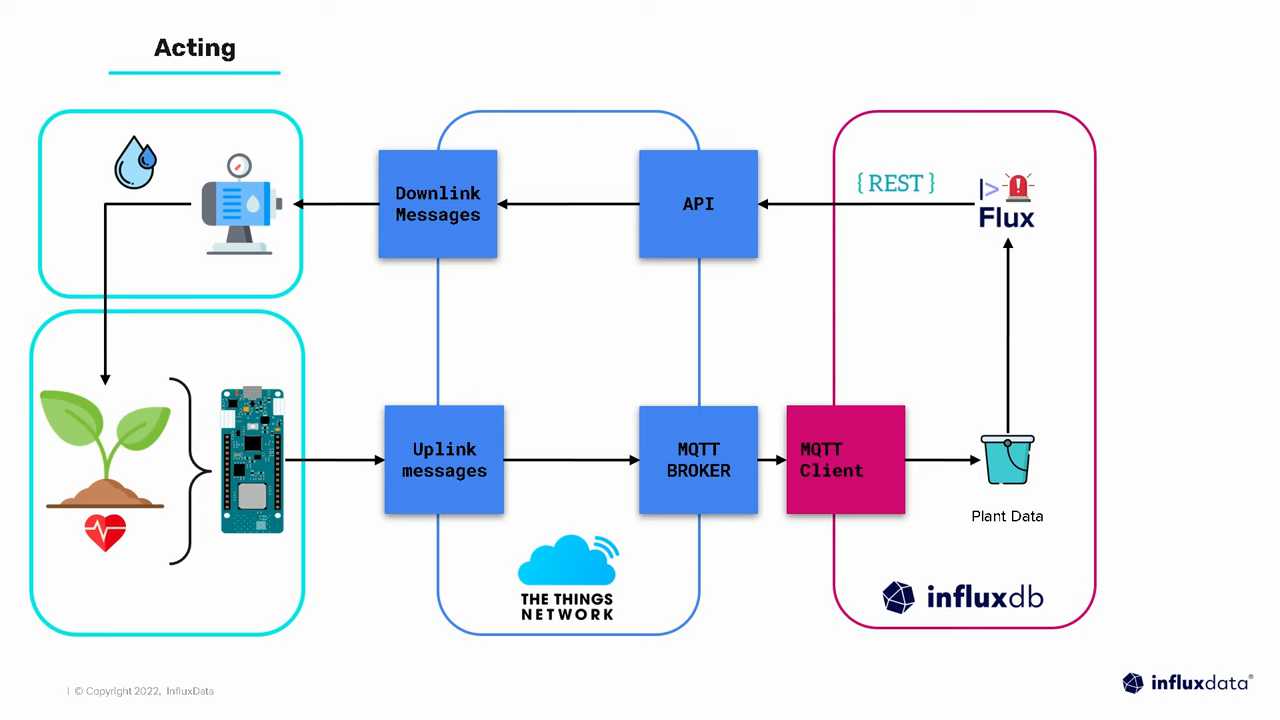 Acting
Downlink
Messages
API
{ REST }
|>
Flux
Uplink
messages
MQTT
BROKER
MQTT
Client
Plant Data
THE THINGS
NETWORK
influxdb
| © Copyright 2022, InfluxData
influxdata®